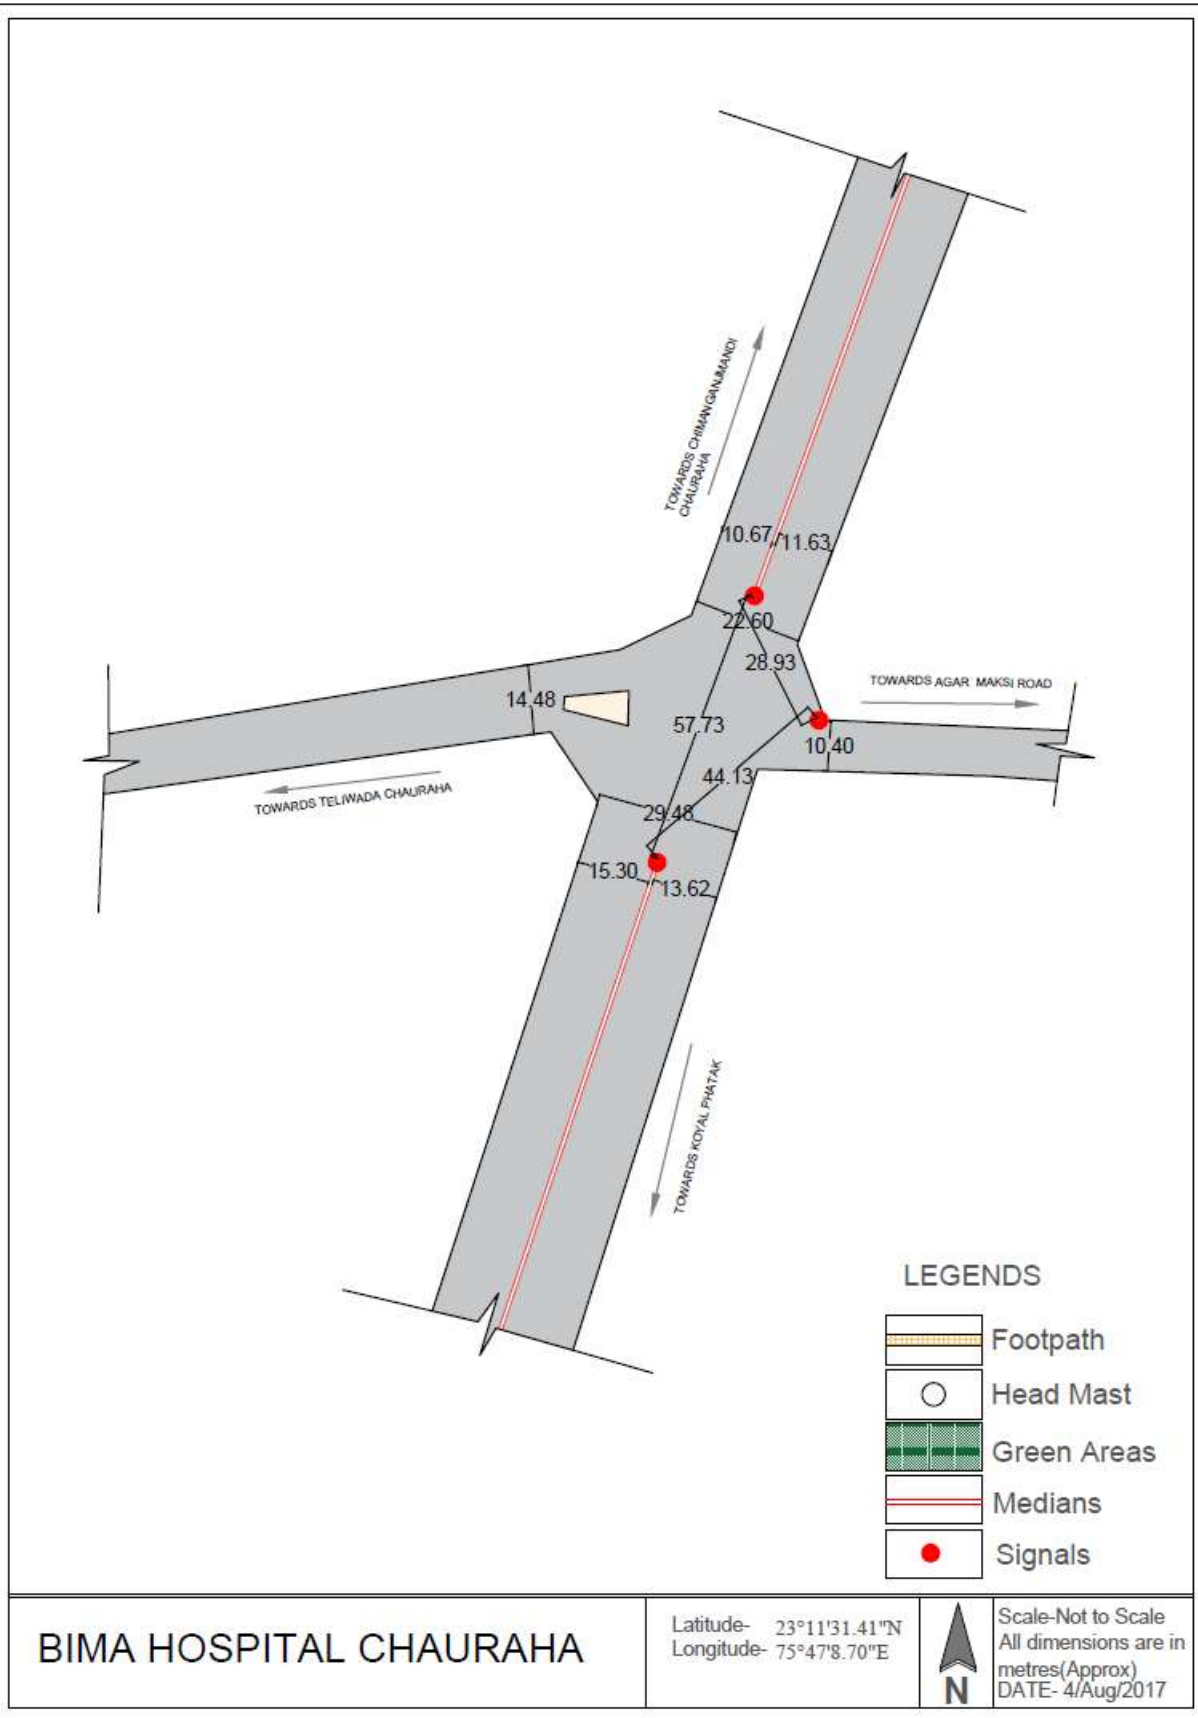 TOWARDS CHIMANGANJMANDI
CHAURAHA
10.67
11.63
22.60
28.93
TOWARDS AGAR MAKSI ROAD
14.48
57.73
10.40
44.13
TOWARDS TELIWADA CHAURAHA
29.48
15.30
13.62
TOWARDS KOYAL PHATAK
LEGENDS
Footpath
Head Mast
Green Areas
Medians
Signals
BIMA HOSPITAL CHAURAHA
Latitude- 23°11'31.41"N
Longitude- 75°47'8.70"E
N
Scale-Not to Scale
All dimensions are in
metres(Approx)
DATE- 4/Aug/2017